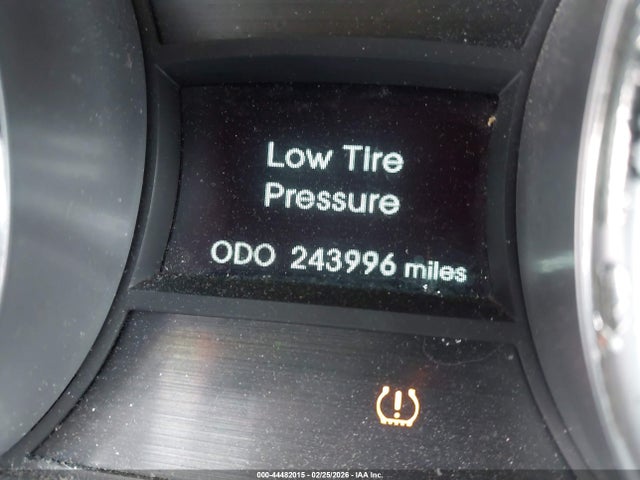 Low Tire
Pressure
ODO 243996 miles
000-44482015 - 02/25/2026 - IAA Inc.